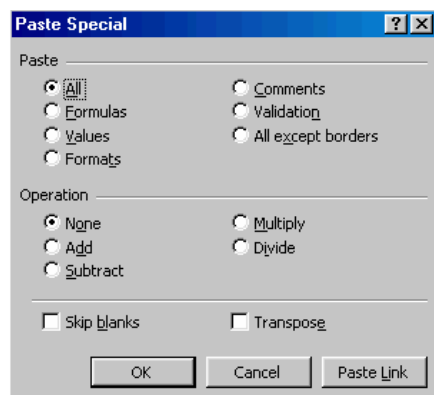 Paste Special
Paste
All
Comments
Formulas
Validation
Values
All except borders
Formats
Operation
None
Multiply
Add
Divide
Subtract
Skip blanks
Transpose
OK
Cancel
Paste Link